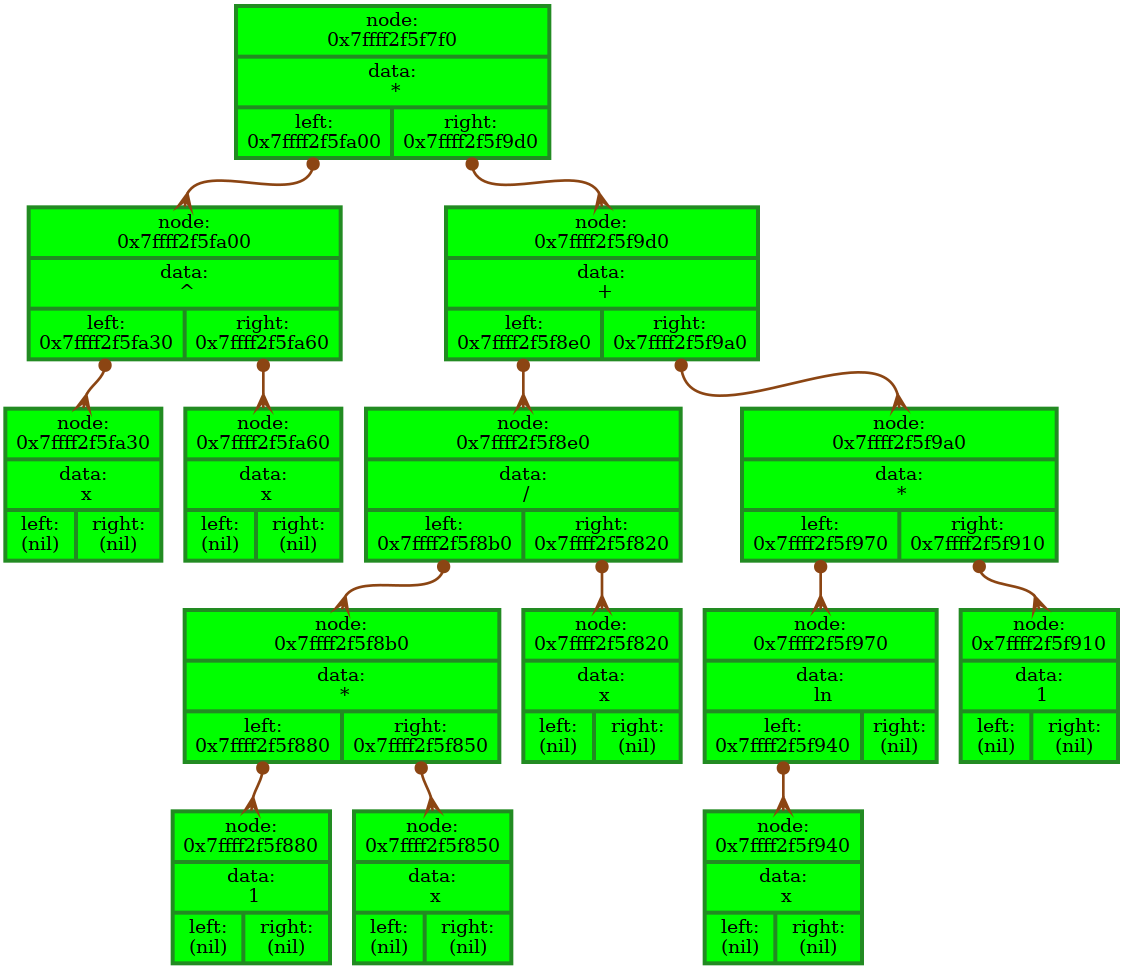 node:
0x7ffff2f5f7f0
data:
*
left:
0x7ffff2f5fa00
right:
0x7ffff2f5f9d0
node:
0x7ffff2f5fa00
data:
^
left:
0x7ffff2f5fa30
right:
0x7ffff2f5fa60
node:
0x7ffff2f5f9d0
data:
+
left:
0x7ffff2f5f8e0
right:
0x7ffff2f5f9a0
node:
0x7ffff2f5fa30
data:
x
left:
(nil)
right:
(nil)
node:
0x7ffff2f5fa60
data:
x
left:
(nil)
right:
(nil)
node:
0x7ffff2f5f8e0
data:
/
left:
0x7ffff2f5f8b0
right:
0x7ffff2f5f820
node:
0x7ffff2f5f9a0
data:
*
left:
0x7ffff2f5f970
right:
0x7ffff2f5f910
node:
0x7ffff2f5f8b0
data:
*
left:
0x7ffff2f5f880
right:
0x7ffff2f5f850
node:
0x7ffff2f5f820
data:
x
left:
(nil)
right:
(nil)
node:
0x7ffff2f5f970
data:
ln
left:
0x7ffff2f5f940
right:
(nil)
node:
0x7ffff2f5f910
data:
1
left:
(nil)
right:
(nil)
node:
0x7ffff2f5f880
data:
1
left:
(nil)
right:
(nil)
node:
0x7ffff2f5f850
data:
x
left:
(nil)
right:
(nil)
node:
0x7ffff2f5f940
data:
x
left:
(nil)
right:
(nil)